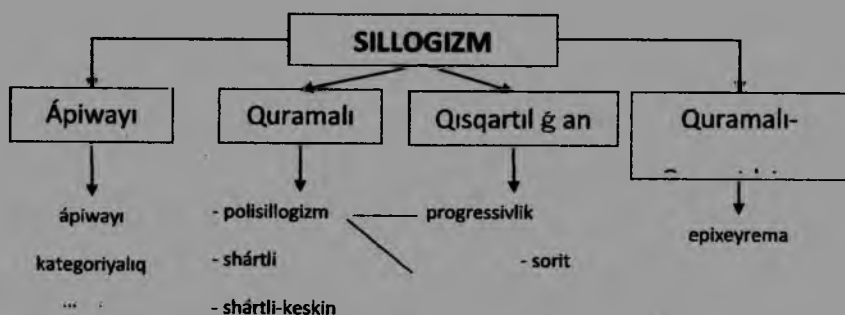 SILLOGIZM
Ápiwayı
Quramalı
Qısqartıl ģ an
Quramalı-
ápiwayı
kategoriyalıq
- polisillogizm
- shártli
- shártli-keskin
progressivlik
- sorit
epixeyrema